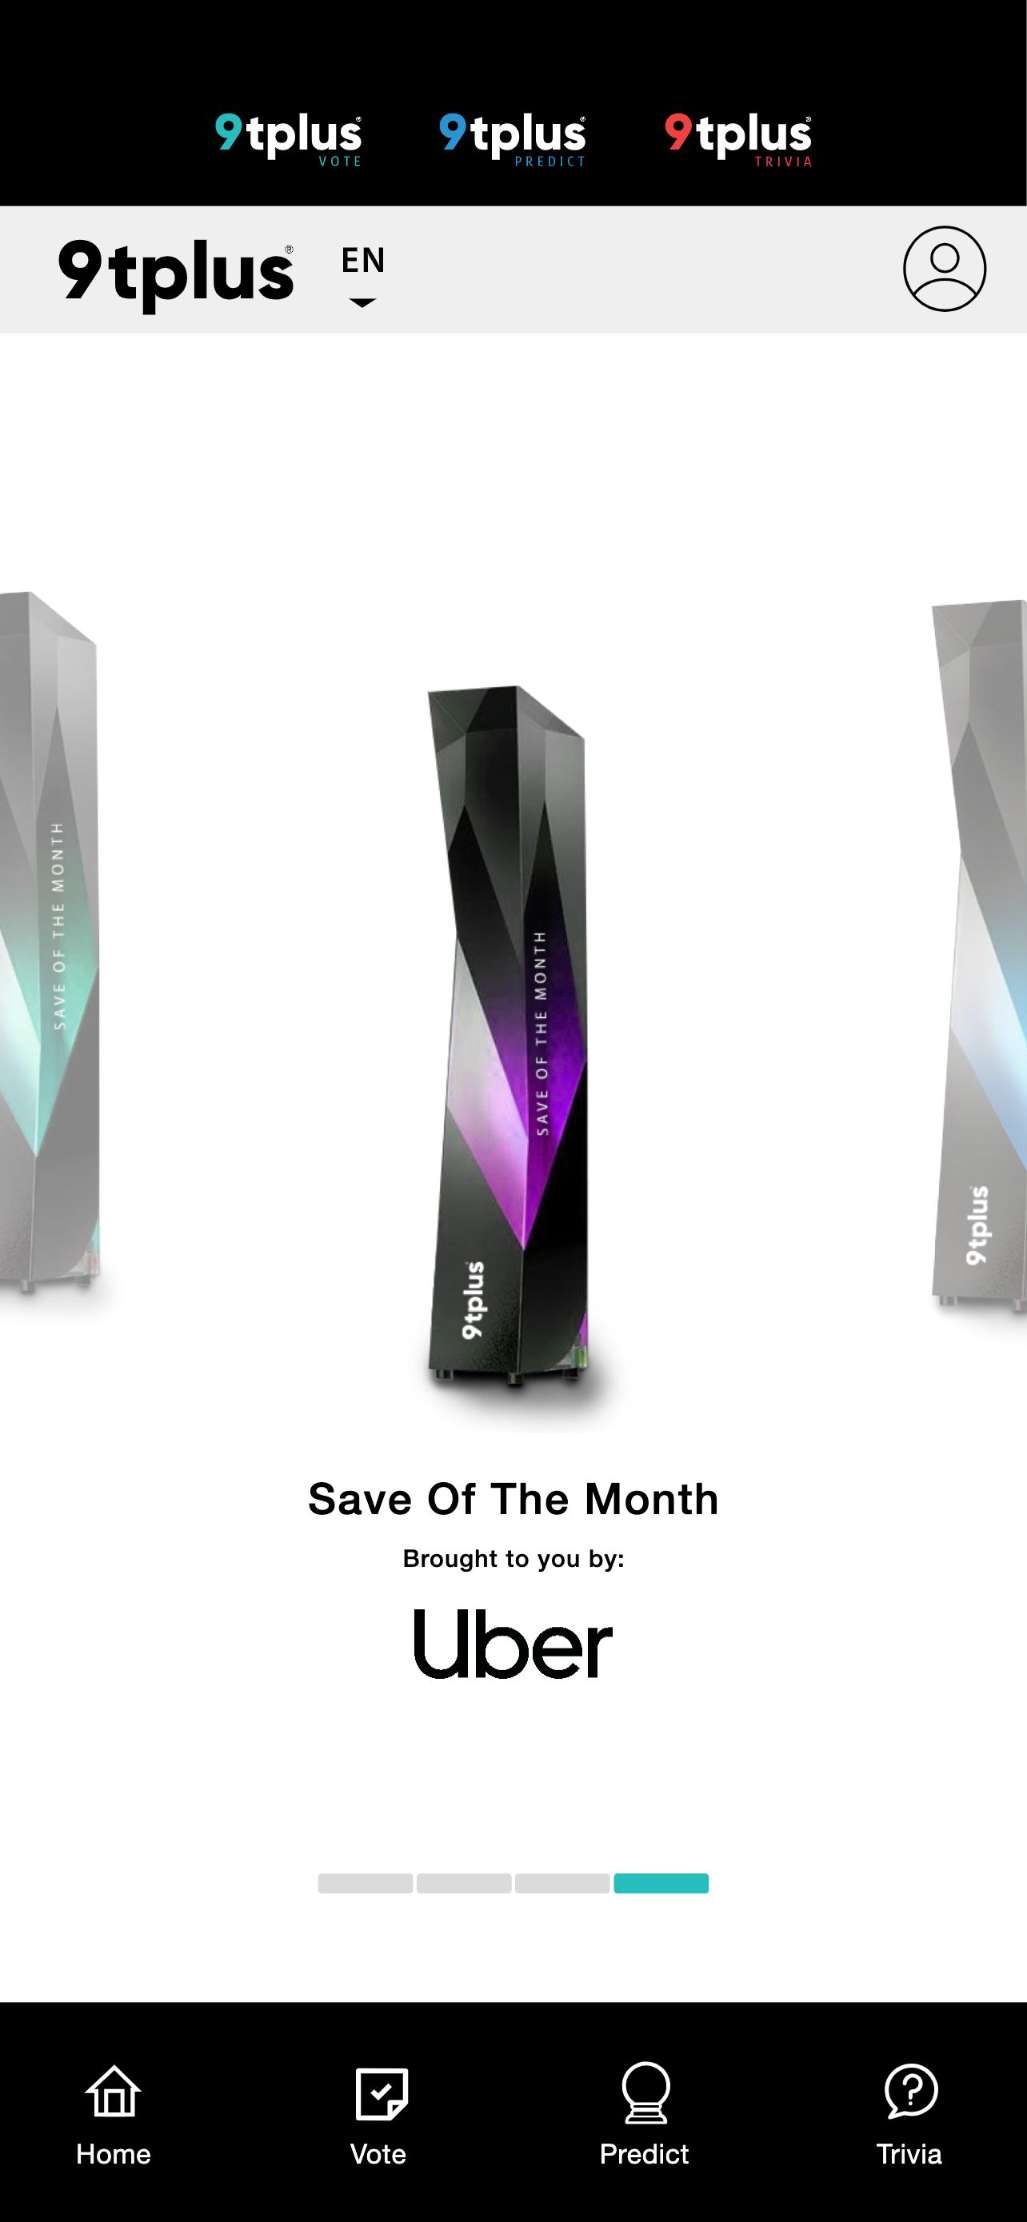 9tplus®
VOTE
9tplus®
PREDICT
9tplus®
TRIVIA
9tplus®
EN
SAVE OF THE MONTH
SAVE OF THE MONTH
9tplus
9tplus
Save Of The Month
Brought to you by:
Uber
Home
Vote
Predict
Trivia